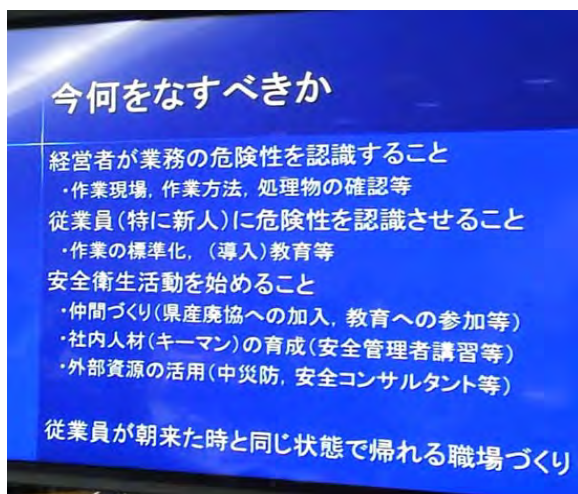 今何をなすべきか
経営者が業務の危険性を認識すること
・作業現場，作業方法，処理物の確認等
従業員（特に新人）に危険性を認識させること
・作業の標準化，（導入）教育等
安全衛生活動を始めること
・仲間づくり（県産廃協への加入，教育への参加等）
・社内人材（キーマン）の育成（安全管理者講習等）
・外部資源の活用（中災防，安全コンサルタント等）
従業員が朝来た時と同じ状態で帰れる職場づくり